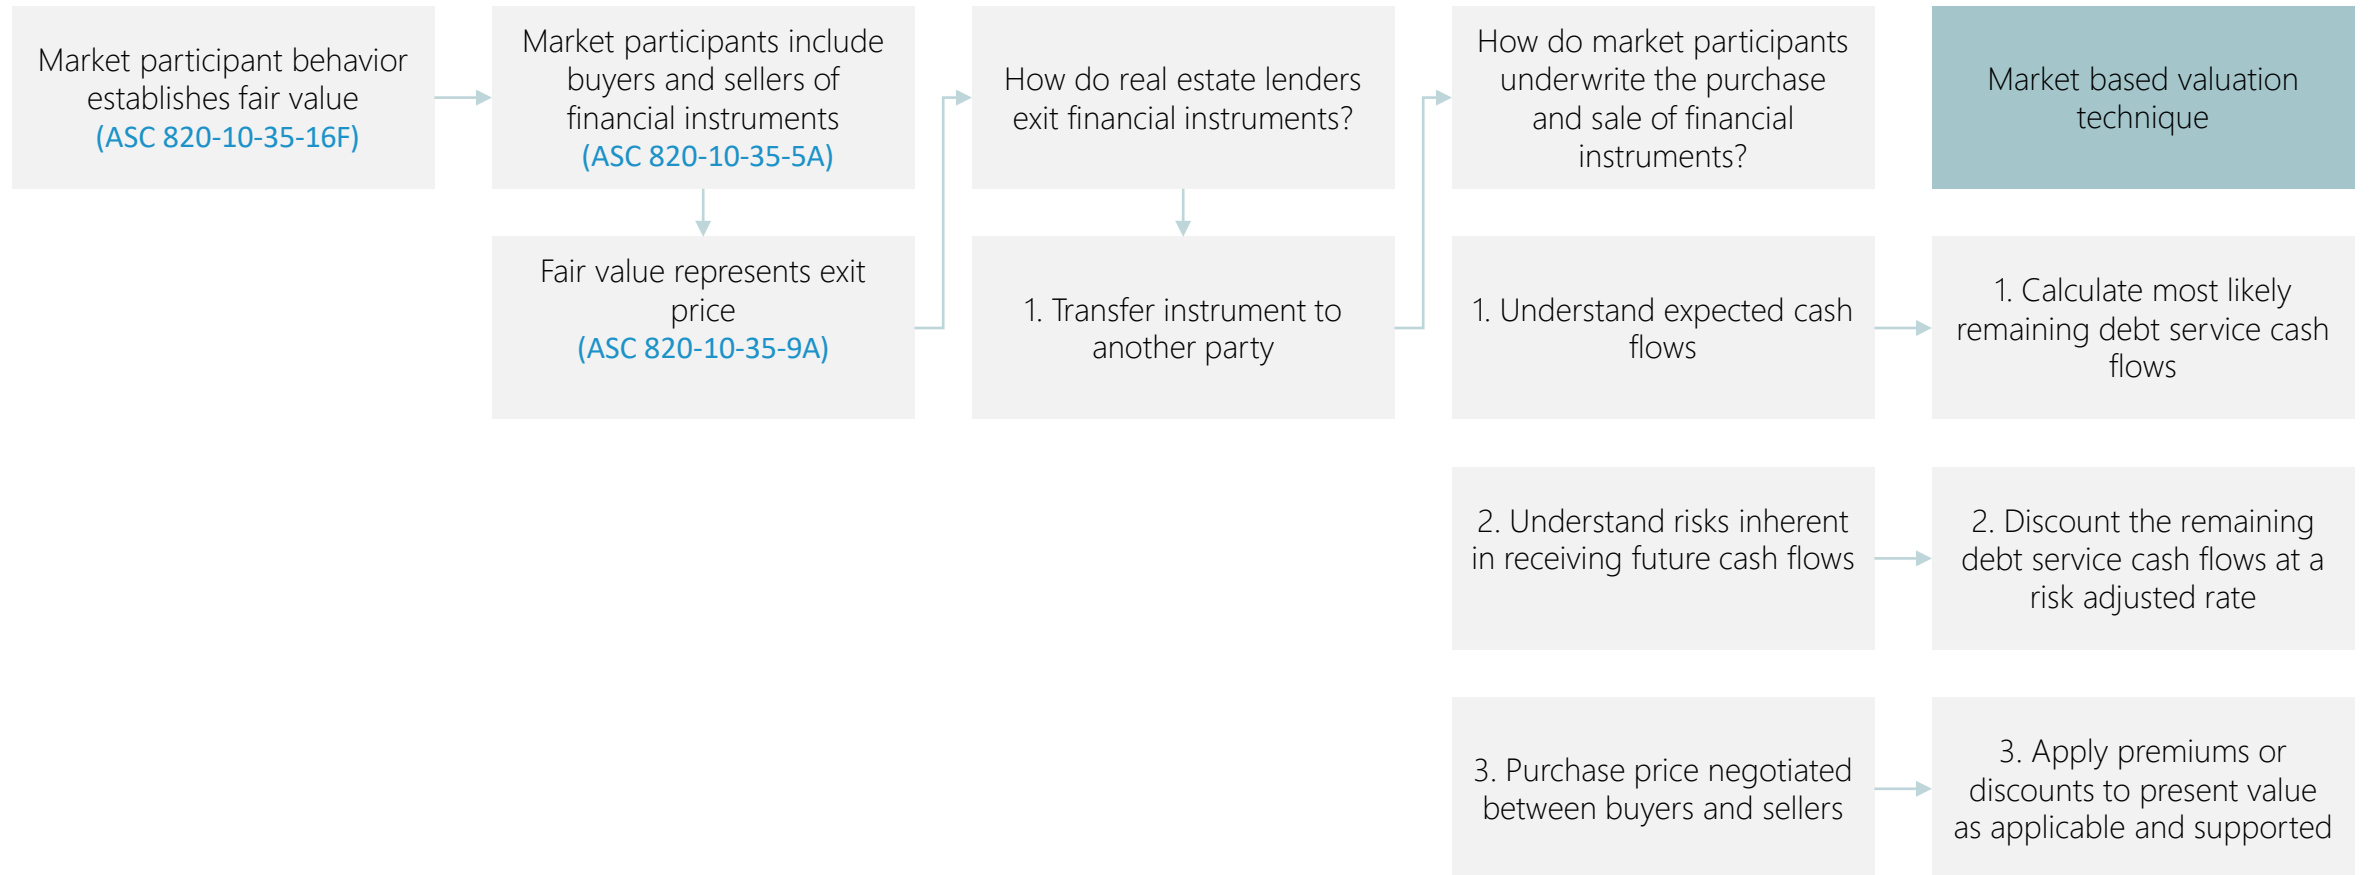 Market participant behavior
establishes fair value
(ASC 820-10-35-16F)
Market participants include
buyers and sellers of
financial instruments
(ASC 820-10-35-5A)
Fair value represents exit
price
(ASC 820-10-35-9A)
How do real estate lenders
exit financial instruments?
1. Transfer instrument to
another party
How do market participants
underwrite the purchase
and sale of financial
instruments?
Market based valuation
technique
1. Understand expected cash
flows
1. Calculate most likely
remaining debt service cash
flows
2. Understand risks inherent
in receiving future cash flows
2. Discount the remaining
debt service cash flows at a
risk adjusted rate
3. Purchase price negotiated
between buyers and sellers
3. Apply premiums or
discounts to present value
as applicable and supported